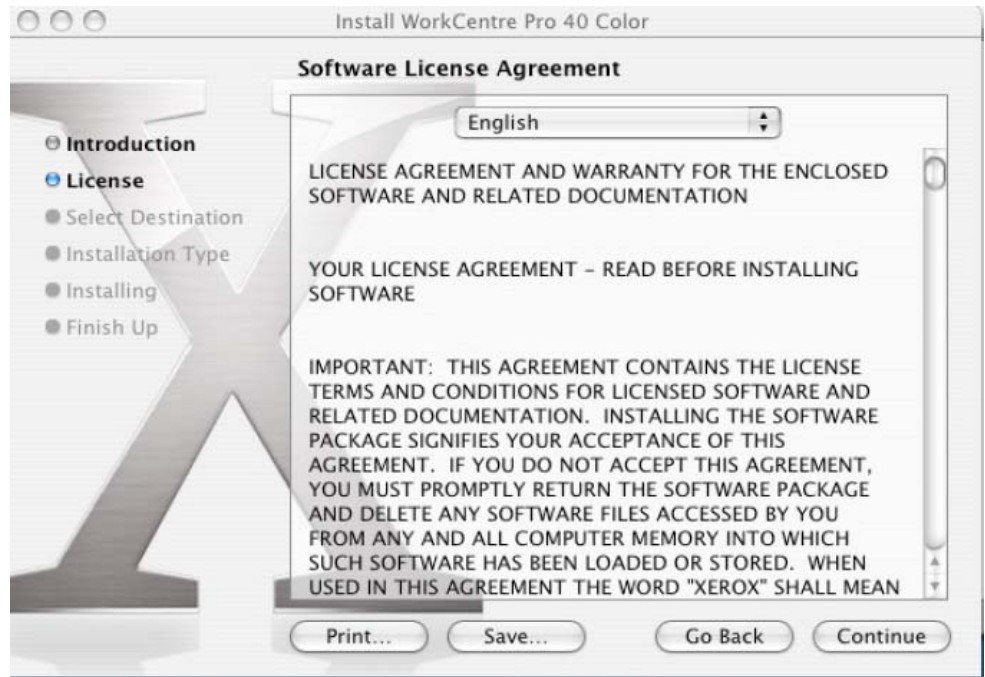 Install WorkCentre Pro 40 Color
Software License Agreement
Introduction
License
Select Destination
Installation Type
Installing
Finish Up
English
LICENSE AGREEMENT AND WARRANTY FOR THE ENCLOSED
SOFTWARE AND RELATED DOCUMENTATION
YOUR LICENSE AGREEMENT – READ BEFORE INSTALLING
SOFTWARE
IMPORTANT:  THIS AGREEMENT CONTAINS THE LICENSE
TERMS AND CONDITIONS FOR LICENSED SOFTWARE AND
RELATED DOCUMENTATION.  INSTALLING THE SOFTWARE
PACKAGE SIGNIFIES YOUR ACCEPTANCE OF THIS
AGREEMENT.  IF YOU DO NOT ACCEPT THIS AGREEMENT,
YOU MUST PROMPTLY RETURN THE SOFTWARE PACKAGE
AND DELETE ANY SOFTWARE FILES ACCESSED BY YOU
FROM ANY AND ALL COMPUTER MEMORY INTO WHICH
SUCH SOFTWARE HAS BEEN LOADED OR STORED.  WHEN
USED IN THIS AGREEMENT THE WORD "XEROX" SHALL MEAN
Print...
Save...
Go Back
Continue